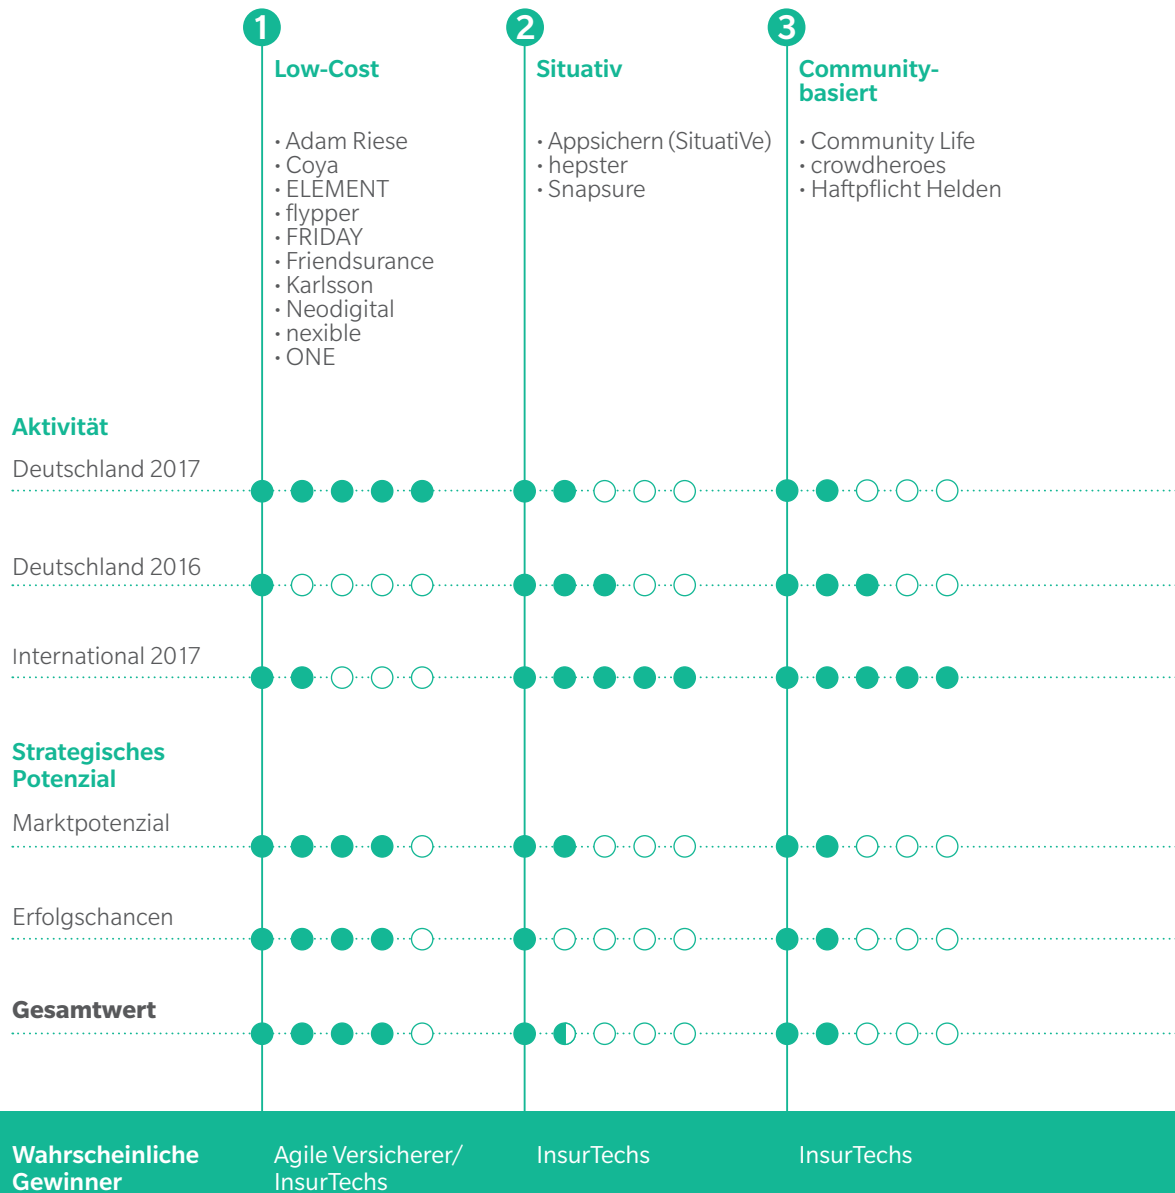 1
2
3
Low-Cost
Situativ
Community-
basiert
· Adam Riese
· Coya
· ELEMENT
· flypper
· FRIDAY
· Friendsurance
· Karlsson
· Neodigital
· nexible
· ONE
· Appsichern (SituatiVe)
· hepster
· Snapsure
· Community Life
· crowdheroes
· Haftpflicht Helden
Aktivität
Deutschland 2017
Deutschland 2016
International 2017
Strategisches
Potenzial
Marktpotenzial
Erfolgschancen
Gesamtwert
Wahrscheinliche
Gewinner
Agile Versicherer/
InsurTechs
InsurTechs
InsurTechs